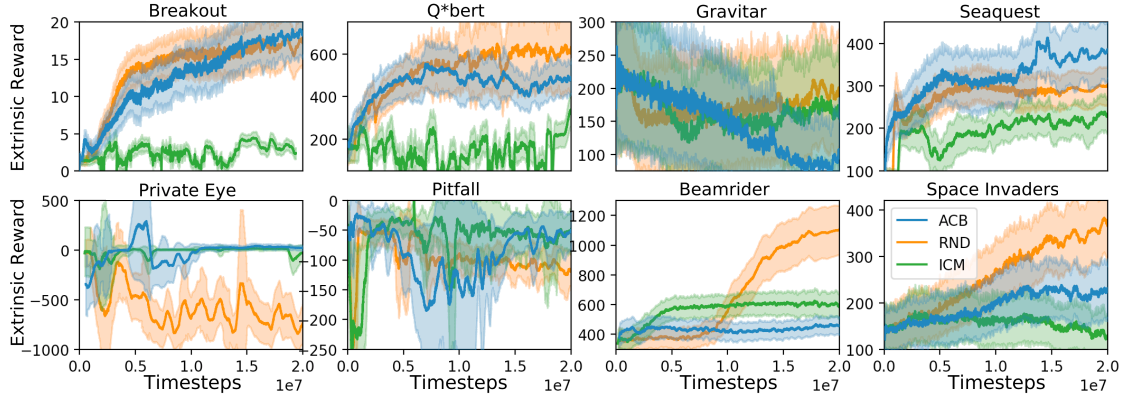 Breakout
Q*bert
Gravitar
Seaquest
Extrinsic Reward
20
15
10
5
0
600
400
200
300
250
200
150
100
400
300
200
100
Private Eye
Pitfall
Beamrider
Space Invaders
Extrinsic Reward
500
0
−500
−1000
0
−50
−100
−150
−200
−250
1200
1000
800
600
400
400
300
200
100
ACB
RND
ICM
0.0 0.5 1.0 1.5 2.0
0.0 0.5 1.0 1.5 2.0
0.0 0.5 1.0 1.5 2.0
0.0 0.5 1.0 1.5 2.0
Timesteps 1e7
Timesteps 1e7
Timesteps 1e7
Timesteps 1e7